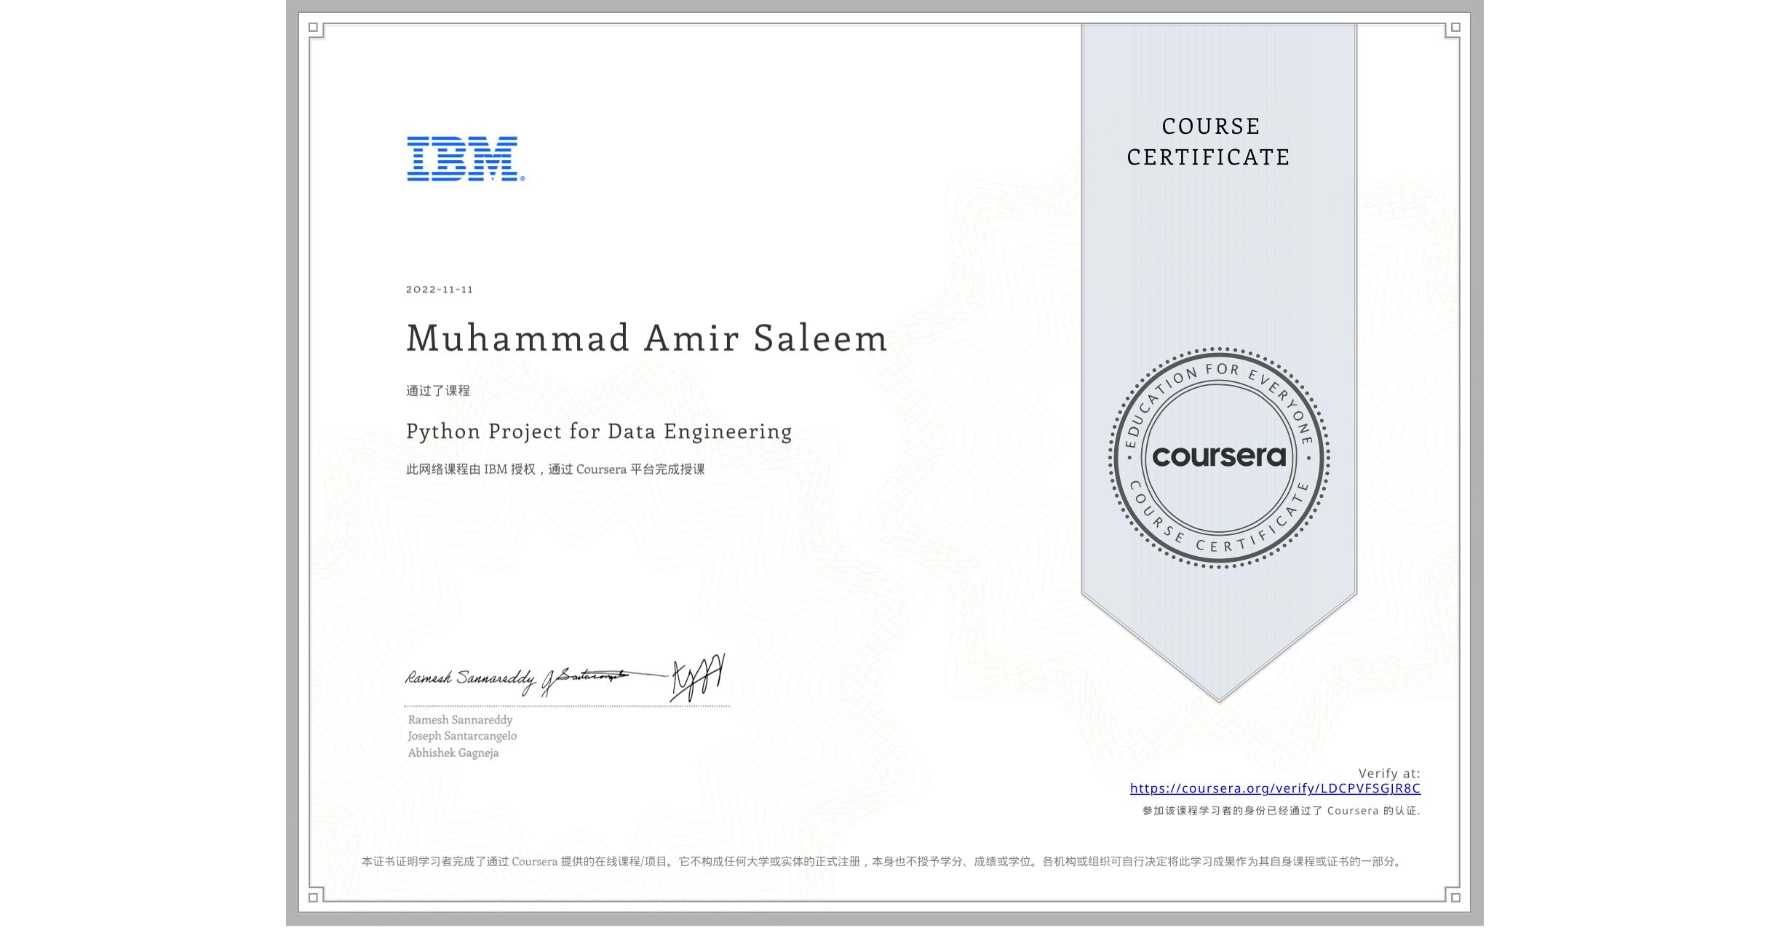 IBM
COURSE
CERTIFICATE
2022-11-11
Muhammad Amir Saleem
通过了课程
Python Project for Data Engineering
此网络课程由 IBM 授权，通过 Coursera 平台完成授课
EDUCATION FOR EVERYONE
coursera
COURSE CERTIFICATE
Ramesh Sannareddy
Ramesh Sannareddy
Joseph Santarcangelo
Abhishek Gagneja
Verify at:
https://coursera.org/verify/LDCPVFSGJR8C
参加该课程学习者的身份已经通过了 Coursera 的认证.
本证书证明学习者完成了通过 Coursera 提供的在线课程/项目。它不构成任何大学或实体的正式注册，本身也不授予学分、成绩或学位。各机构或组织可自行决定将此学习成果作为其自身课程或证书的一部分。